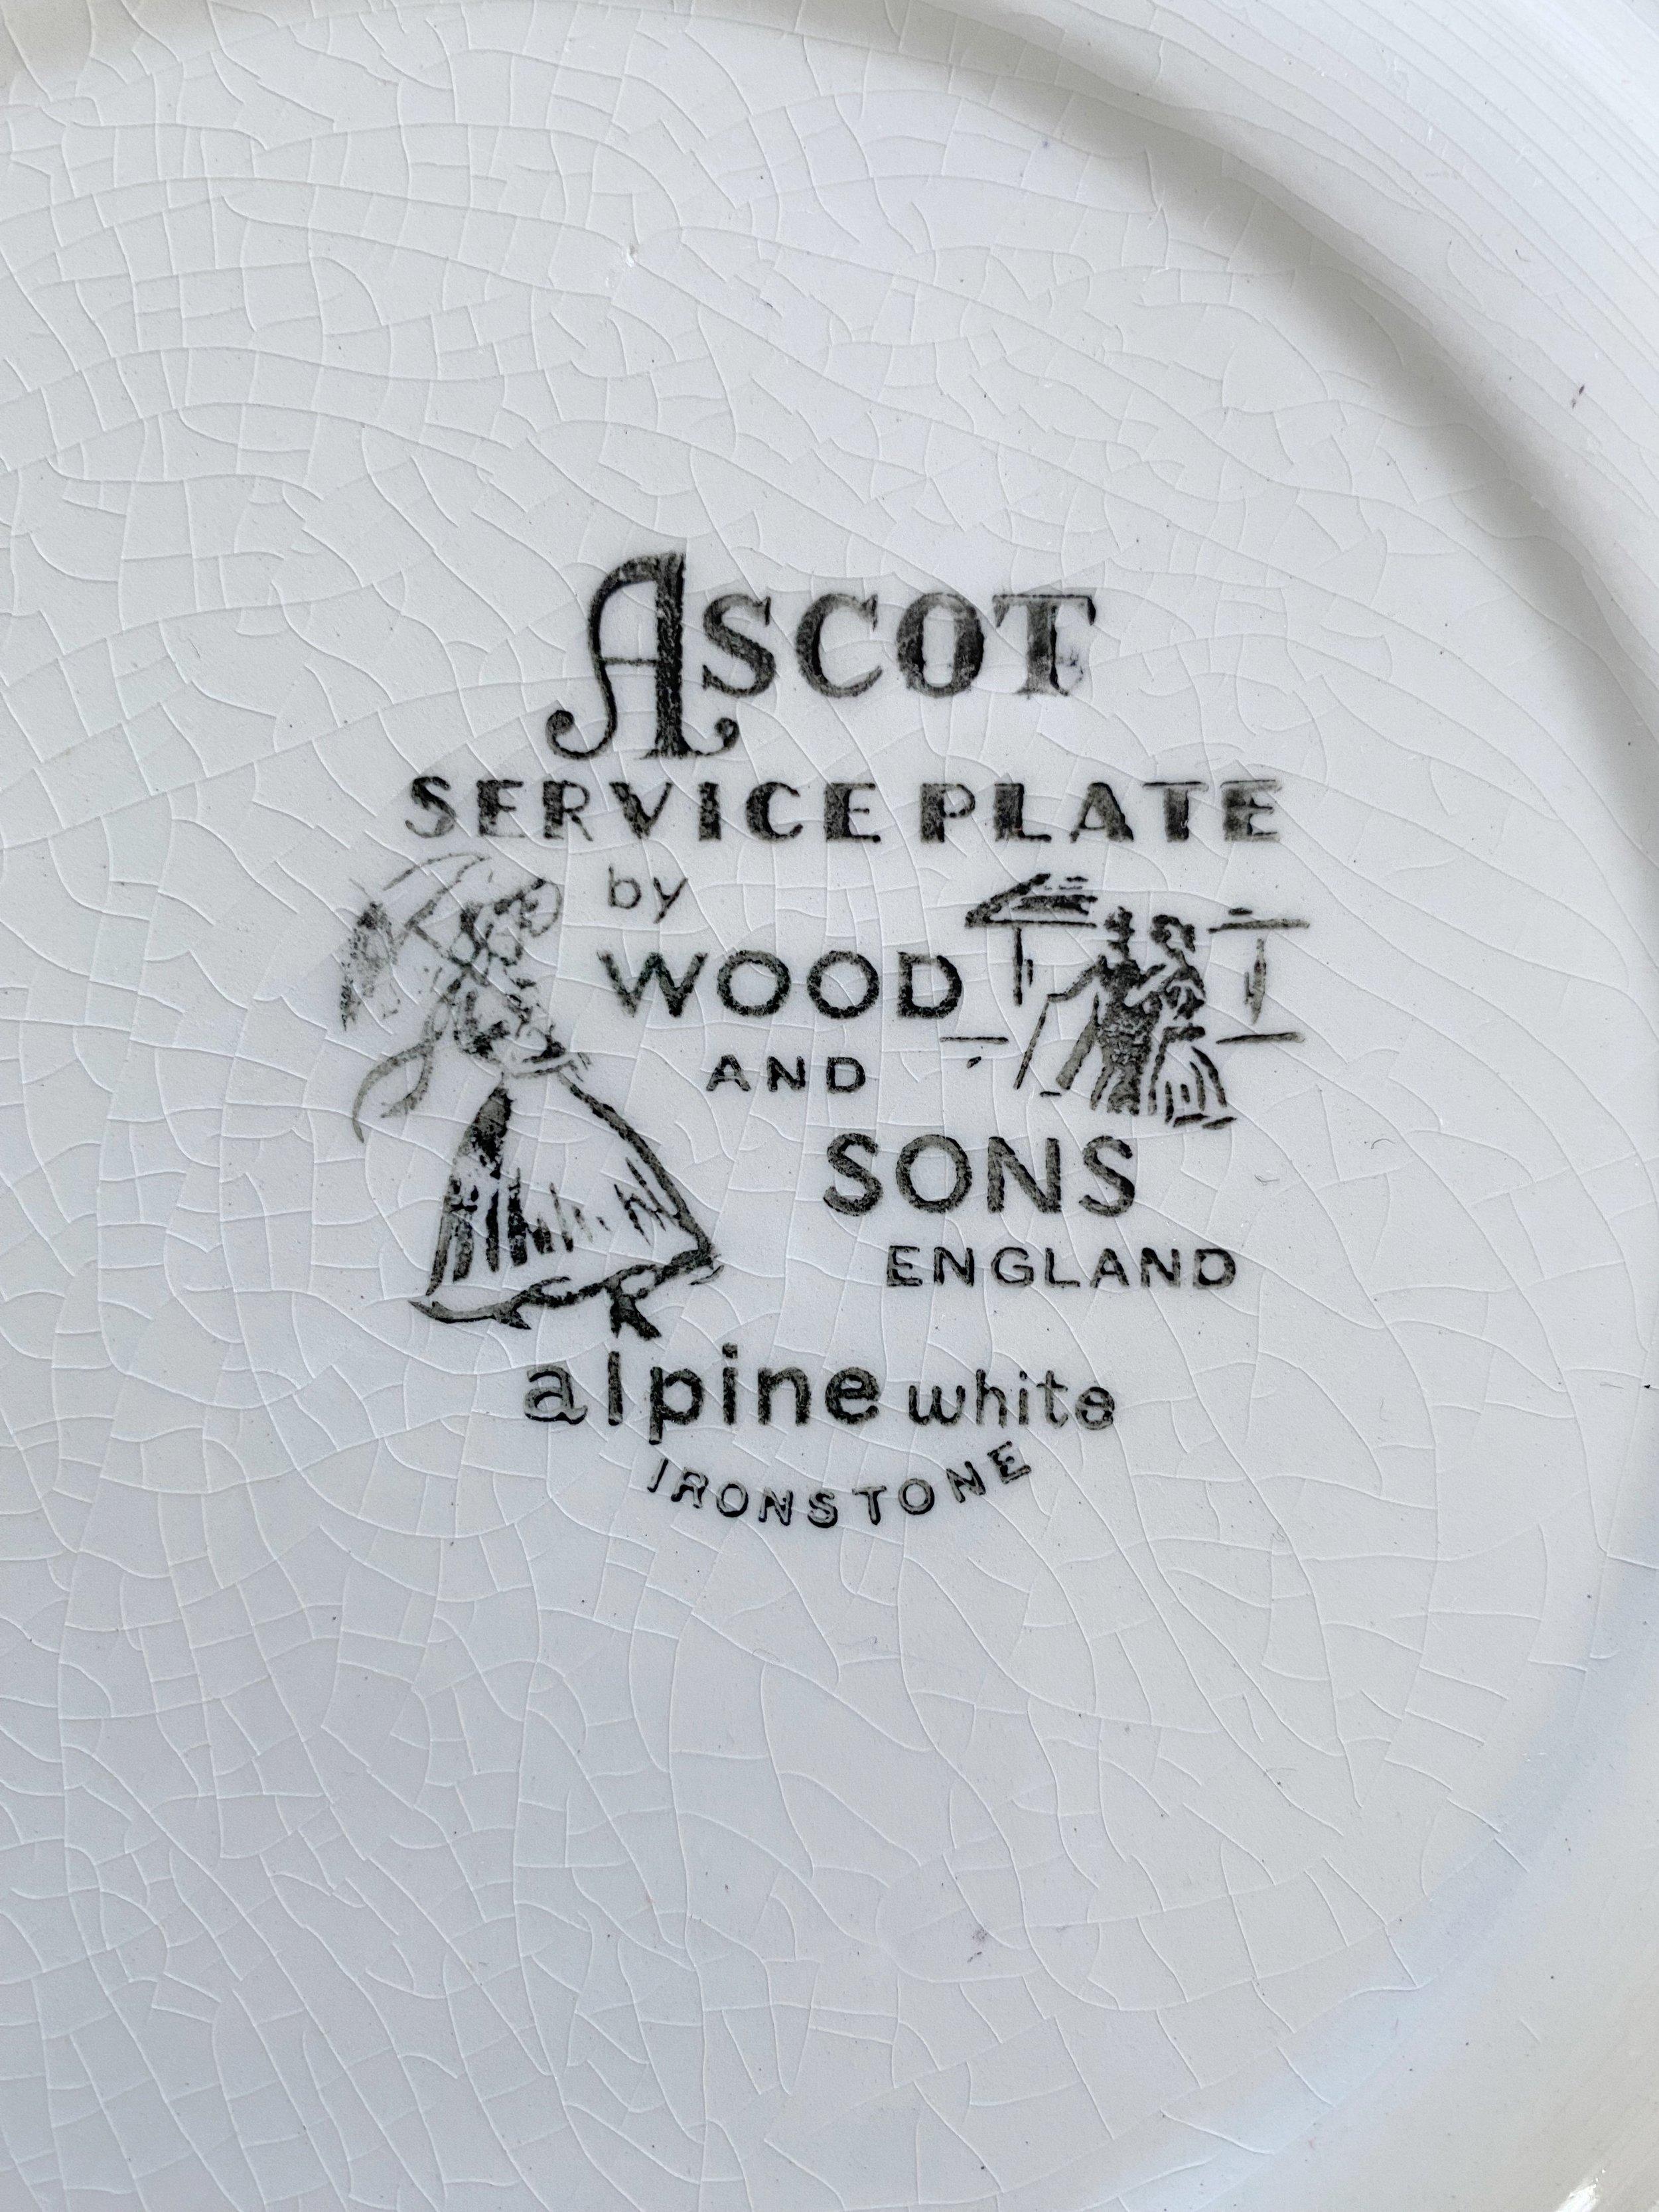 ASCOT
SERVICE PLATE
by
WOOD
AND
SONS
ENGLAND
alpine white
IRONSTONE